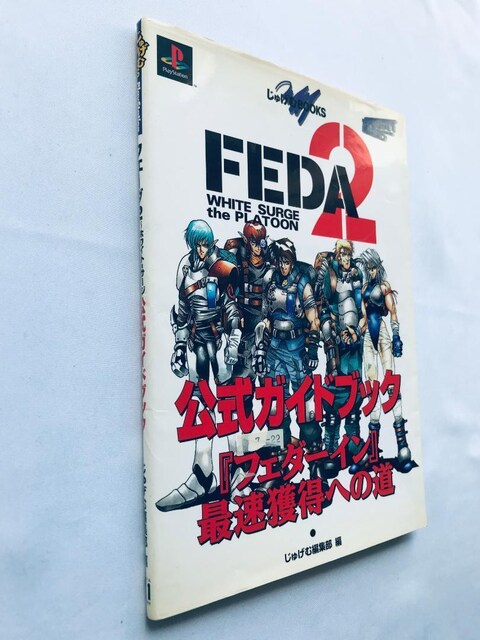 PlayStation
じゅげむBOOKS
FEDA2
WHITE SURGE
the PLATOON
公式ガイドブック
『フェダーイン』
最速獲得への道
じゅげむ編集部 編